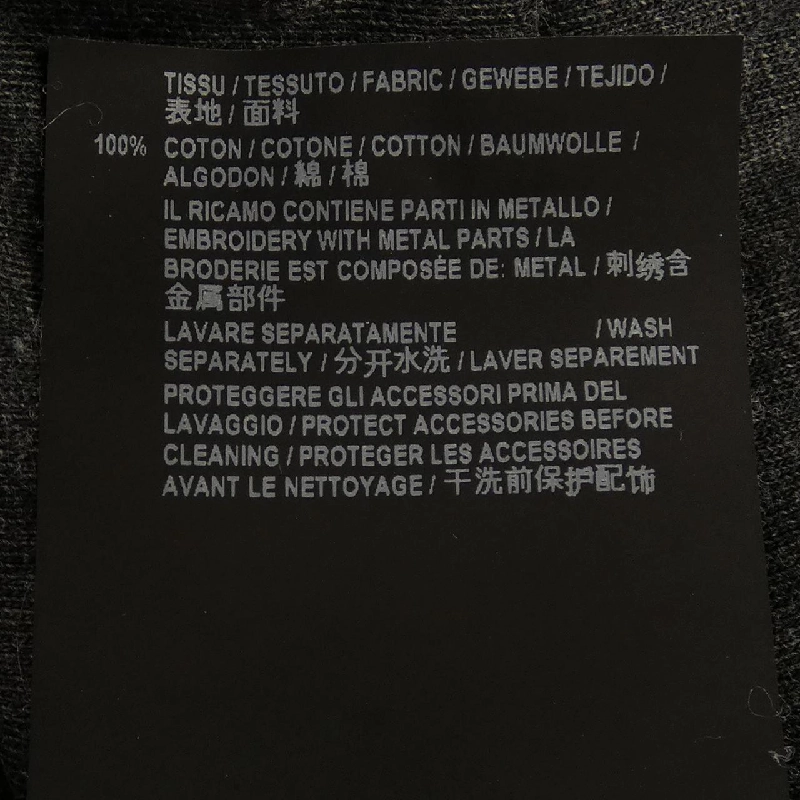 TISSU / TESSUTO / FABRIC / GEWEBE / TEJIDO /
表地 / 面料
100% COTON / COTONE / COTTON / BAUMWOLLE /
ALGODON / 綿 / 棉
IL RICAMO CONTIENE PARTI IN METALLO /
EMBROIDERY WITH METAL PARTS / LA
BRODERIE EST COMPOSÉE DE: METAL / 刺绣含
金属部件
LAVARE SEPARATAMENTE / WASH
SEPARATELY / 分开水洗 / LAVER SEPAREMENT
PROTEGGERE GLI ACCESSORI PRIMA DEL
LAVAGGIO / PROTECT ACCESSORIES BEFORE
CLEANING / PROTEGER LES ACCESSOIRES
AVANT LE NETTOYAGE / 干洗前保护配饰